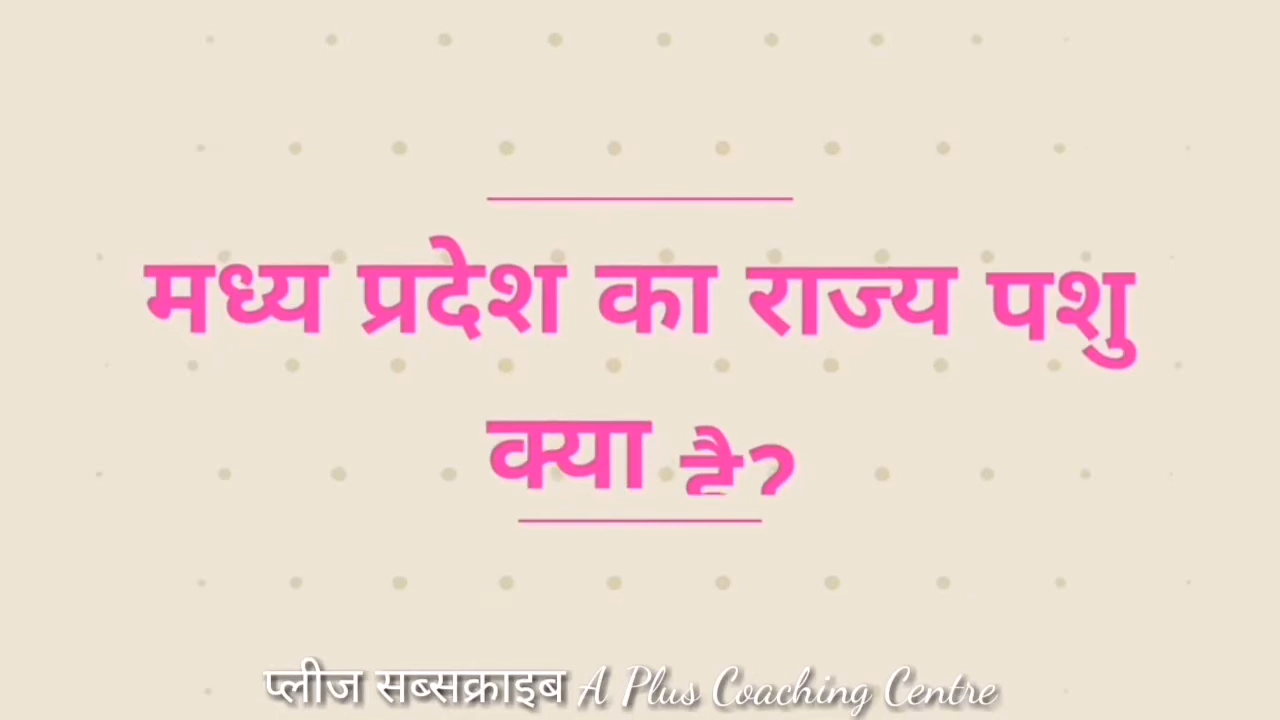 मध्य प्रदेश का राज्य पशु
क्या है?
प्लीज सब्सक्राइब A Plus Coaching Centre